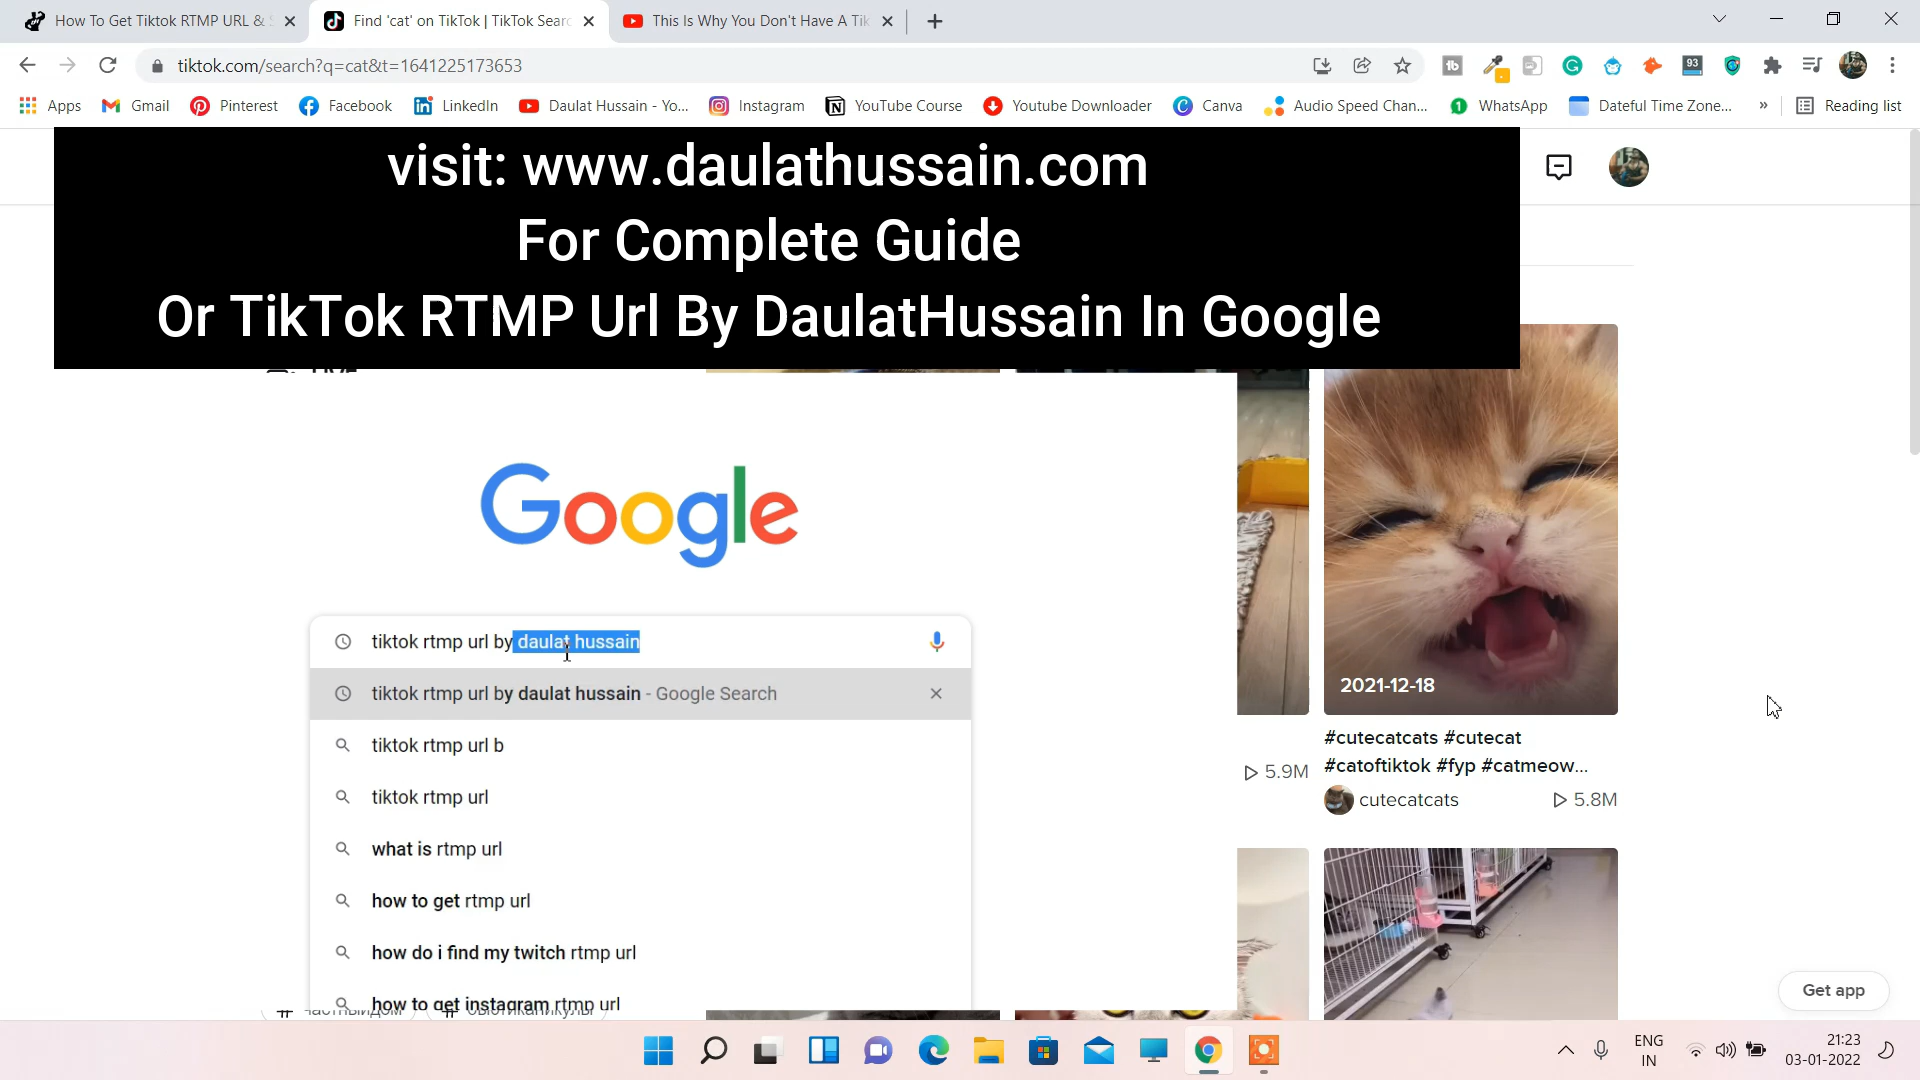 How To Get Tiktok RTMP URL &
Find 'cat' on TikTok | TikTok Sear
This Is Why You Don't Have A Tik
tiktok.com/search?q=cat&t=1641225173653
93
Apps
Gmail
Pinterest
Facebook
LinkedIn
Daulat Hussain - Yo...
Instagram
YouTube Course
Youtube Downloader
Canva
Audio Speed Chan...
WhatsApp
Dateful Time Zone...
»
Reading list
visit: www.daulathussain.com
For Complete Guide
Or TikTok RTMP Url By DaulatHussain In Google
LIVE
Google
tiktok rtmp url by daulat hussain
tiktok rtmp url by daulat hussain - Google Search
tiktok rtmp url b
tiktok rtmp url
what is rtmp url
how to get rtmp url
how do i find my twitch rtmp url
how to get instagram rtmp url
2021-12-18
#cutecatcats #cutecat
#catoftiktok #fyp #catmeow...
5.9M
cutecatcats
5.8M
Get app
ENG
IN
21:23
03-01-2022